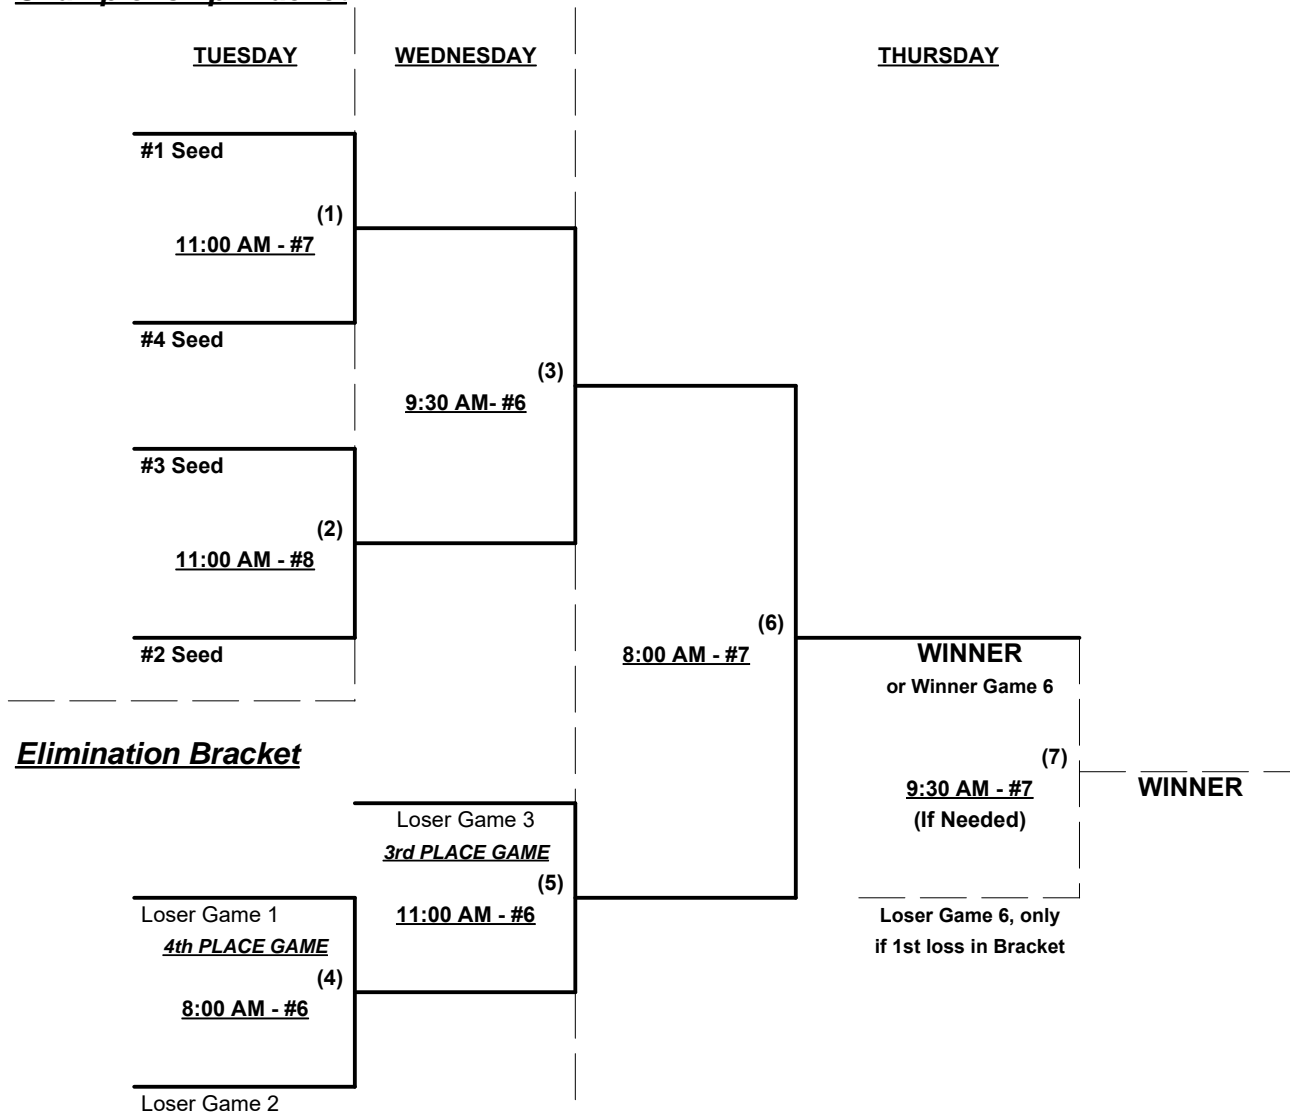 TUESDAY WEDNESDAY THURSDAY
#1 Seed
(1)
11:00 AM - #7
#4 Seed
(3)
9:30 AM- #6
#3 Seed
(2)
11:00 AM - #8
(6)
8:00 AM - #7
#2 Seed
WINNER
or Winner Game 6
Elimination Bracket
(7)
9:30 AM - #7
(If Needed)
WINNER
Loser Game 3
3rd PLACE GAME
(5)
11:00 AM - #6
Loser Game 1
4th PLACE GAME
(4)
8:00 AM - #6
Loser Game 6, only
if 1st loss in Bracket
Loser Game 2